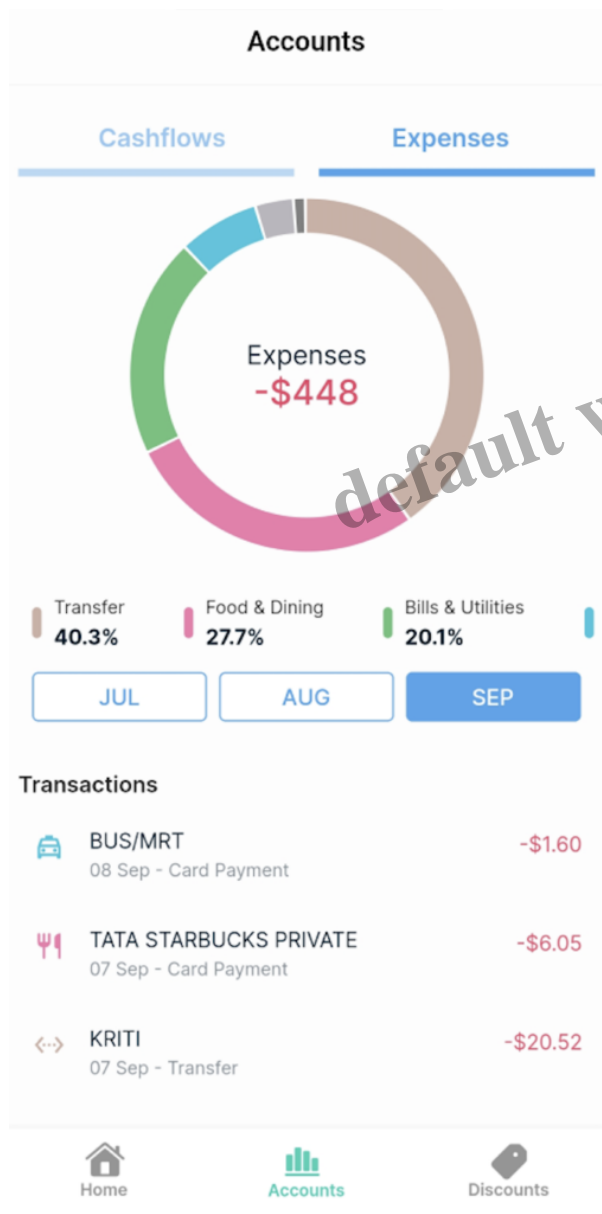 Accounts
Cashflows Expenses
Expenses
-$448
default
Transfer Food & Dining Bills & Utilities
40.3% 27.7% 20.1%
JUL AUG SEP
Transactions
BUS/MRT -$1.60
08 Sep - Card Payment
TATA STARBUCKS PRIVATE -$6.05
07 Sep - Card Payment
KRITI -$20.52
07 Sep - Transfer
Home Accounts Discounts